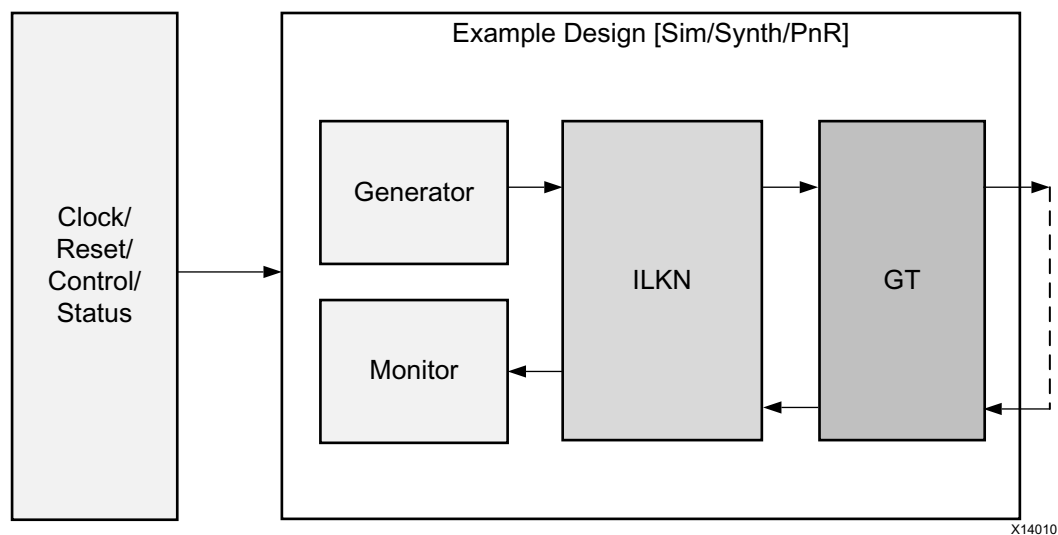 Example Design [Sim/Synth/PnR]
Clock/
Reset/
Control/
Status
Generator
Monitor
ILKN
GT
X14010